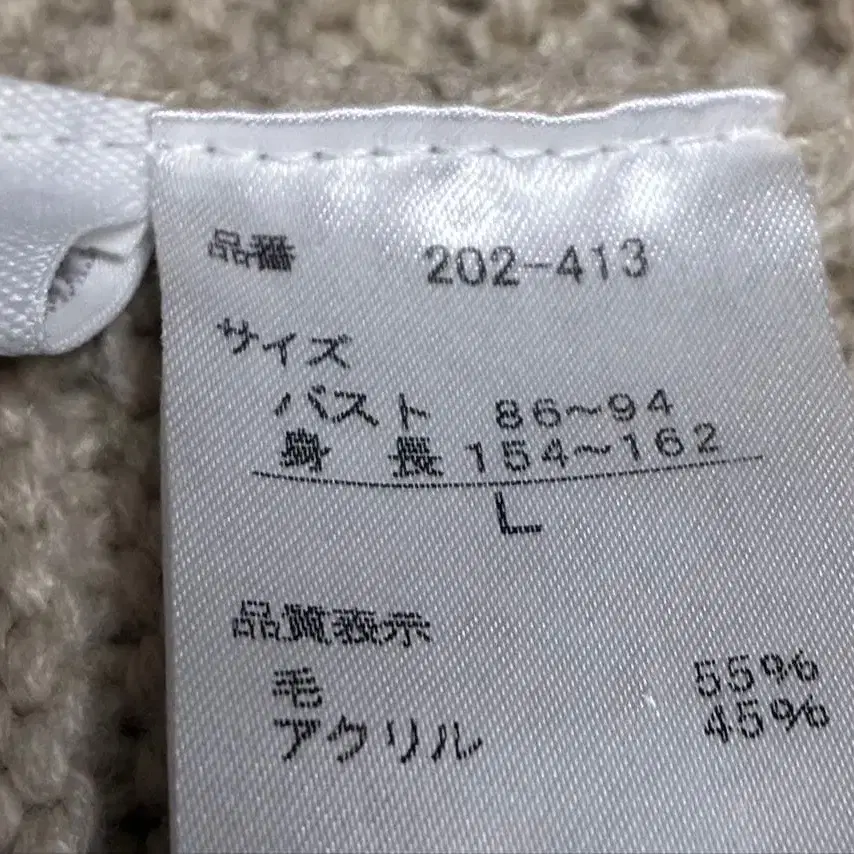 品番 202-413
サイズ
バスト 86~94
身長 154~162
L
品質表示
毛 55%
アクリル 45%